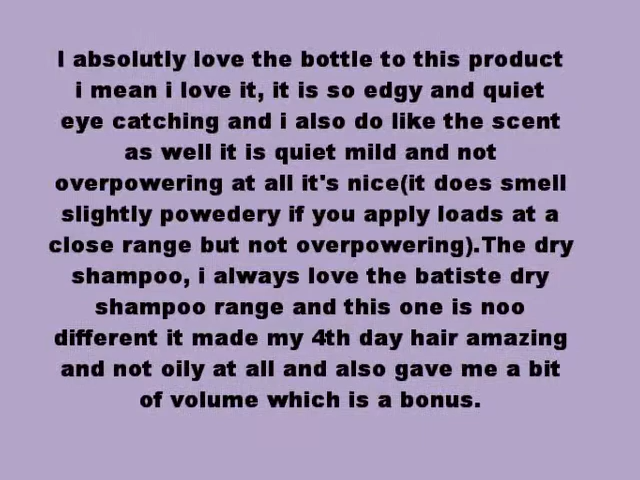 I absolutly love the bottle to this product
i mean i love it, it is so edgy and quiet
eye catching and i also do like the scent
as well it is quiet mild and not
overpowering at all it's nice(it does smell
slightly powedery if you apply loads at a
close range but not overpowering).The dry
shampoo, i always love the batiste dry
shampoo range and this one is noo
different it made my 4th day hair amazing
and not oily at all and also gave me a bit
of volume which is a bonus.